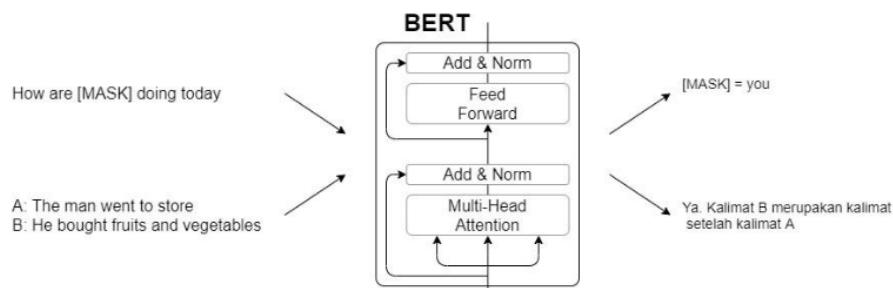 BERT
Add & Norm
Feed
Forward
Add & Norm
Multi-Head
Attention
How are [MASK] doing today
A: The man went to store
B: He bought fruits and vegetables
[MASK] = you
Ya. Kalimat B merupakan kalimat
setelah kalimat A